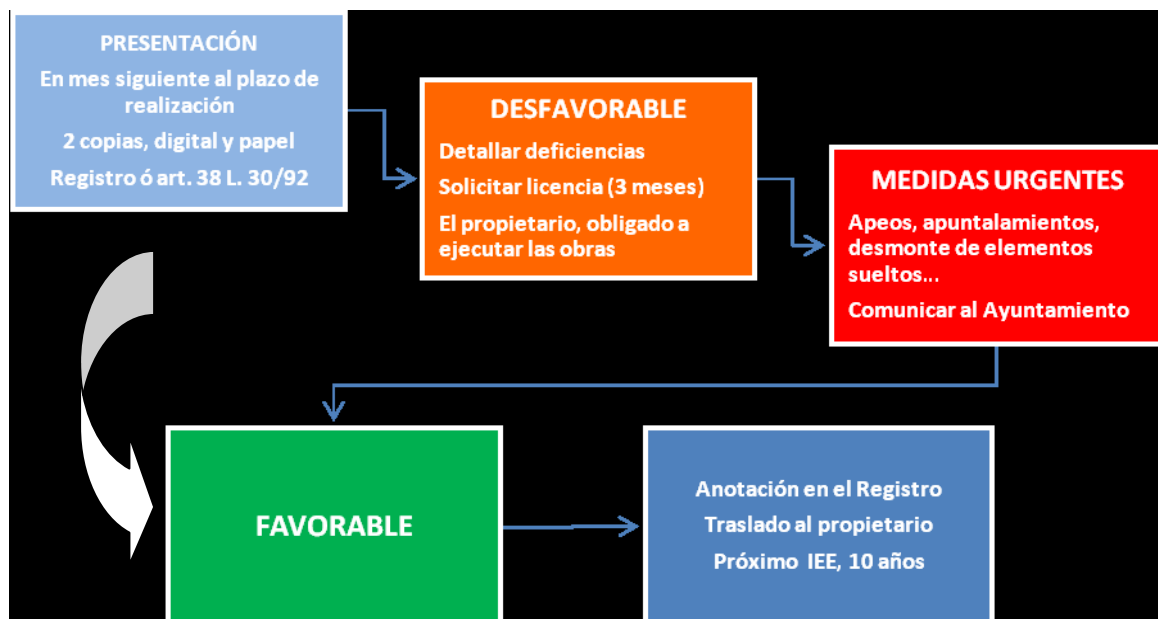 PRESENTACIÓN
En mes siguiente al plazo de
realización
2 copias, digital y papel
Registro ó art. 38 L. 30/92
DESFAVORABLE
Detallar deficiencias
Solicitar licencia (3 meses)
El propietario, obligado a
ejecutar las obras
MEDIDAS URGENTES
Apeos, apuntalamientos,
desmonte de elementos
sueltos...
Comunicar al Ayuntamiento
FAVORABLE
Anotación en el Registro
Traslado al propietario
Próximo IEE, 10 años